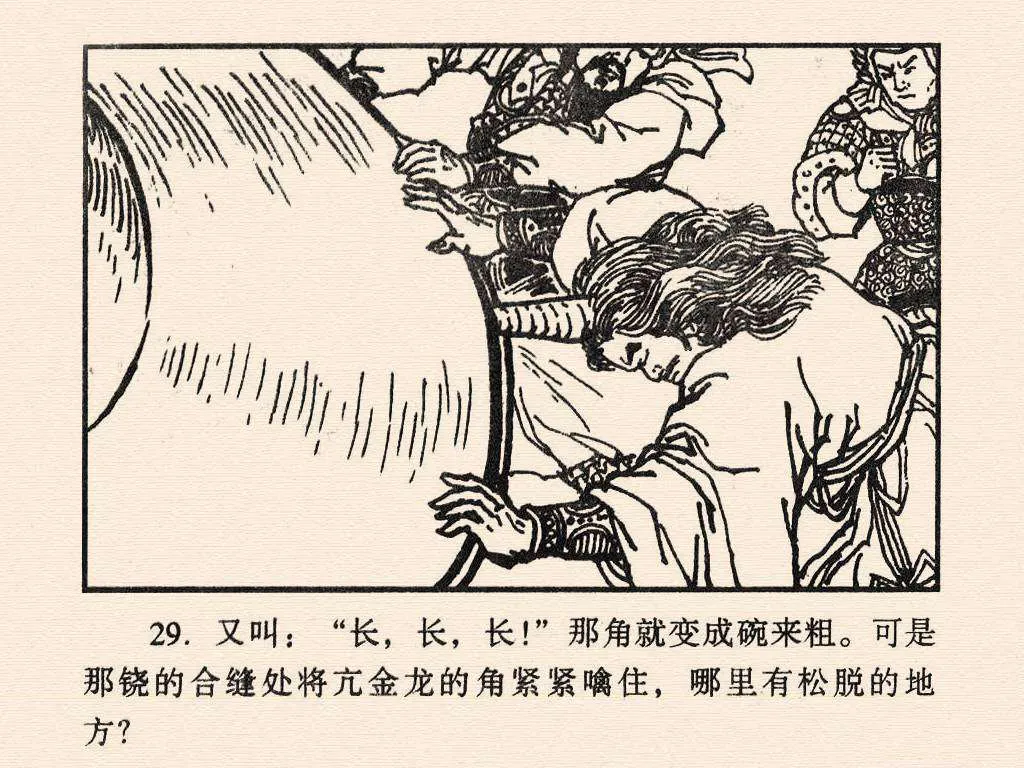 29. 又叫：“长，长，长！”那角就变成碗来粗。可是
那铙的合缝处将亢金龙的角紧紧噙住，哪里有松脱的地
方？